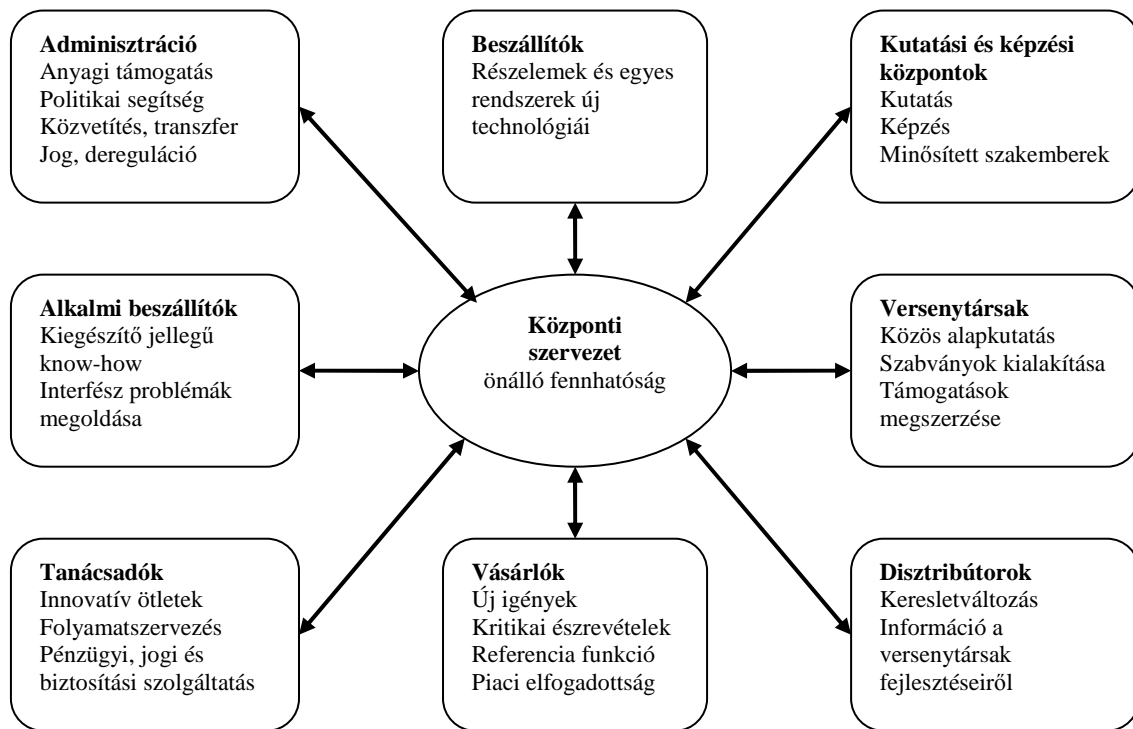 Adminisztráció
Anyagi támogatás
Politikai segítség
Közvetítés, transzfer
Jog, dereguláció
Beszállítók
Részelemek és egyes
rendszerek új
technológiái
Kutatási és képzési
központok
Kutatás
Képzés
Minősített szakemberek
Alkalmi beszállítók
Kiegészítő jellegű
know-how
Interfész problémák
megoldása
Központi
szervezet
önálló fennhatóság
Versenytársak
Közös alapkutatás
Szabványok kialakítása
Támogatások
megszerzése
Tanácsadók
Innovatív ötletek
Folyamatszervezés
Pénzügyi, jogi és
biztosítási szolgáltatás
Vásárlók
Új igények
Kritikai észrevételek
Referencia funkció
Piaci elfogadottság
Disztribútorok
Keresletváltozás
Információ a
versenytársak
fejlesztéseiről